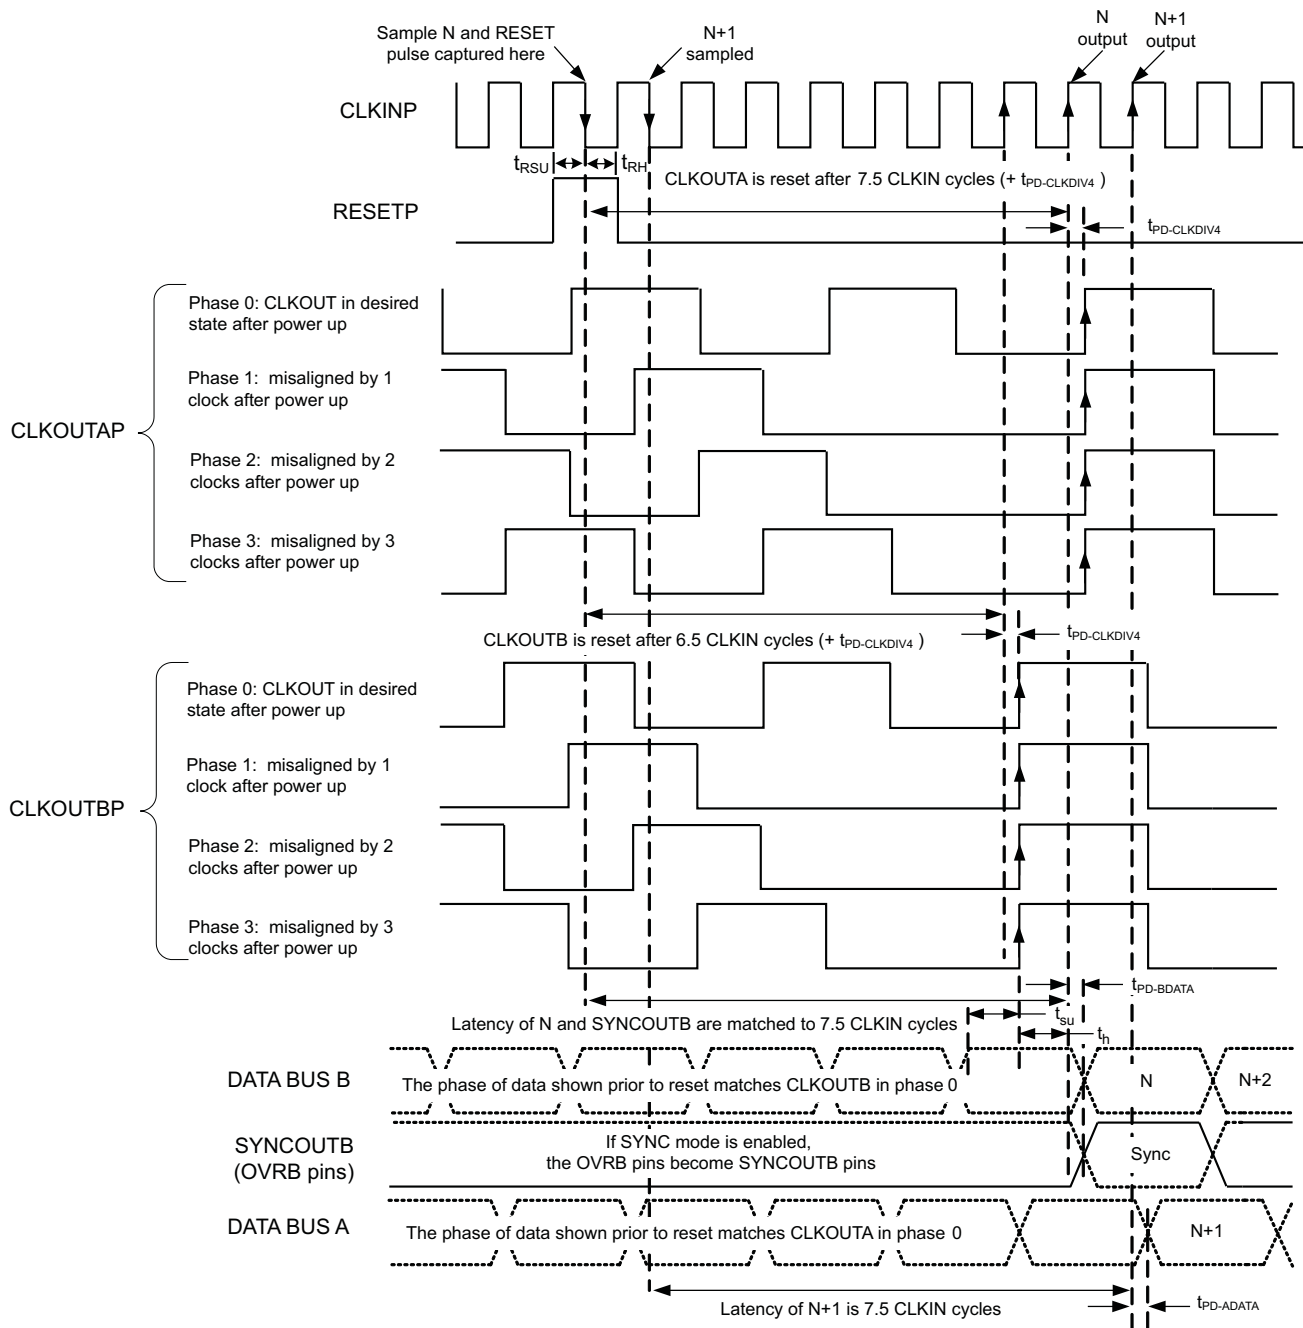 Sample N and RESET
pulse captured here
N+1
sampled
N
output
N+1
output
CLKINP
tRSU
tRH
CLKOUTA is reset after 7.5 CLKIN cycles (+ tPD-CLKDIV4 )
RESETP
tPD-CLKDIV4
Phase 0: CLKOUT in desired
state after power up
Phase 1: misaligned by 1
clock after power up
CLKOUTAP
Phase 2: misaligned by 2
clocks after power up
Phase 3: misaligned by 3
clocks after power up
CLKOUTB is reset after 6.5 CLKIN cycles (+ tPD-CLKDIV4 )
tPD-CLKDIV4
Phase 0: CLKOUT in desired
state after power up
Phase 1: misaligned by 1
clock after power up
CLKOUTBP
Phase 2: misaligned by 2
clocks after power up
Phase 3: misaligned by 3
clocks after power up
tPD-BDATA
Latency of N and SYNCOUTB are matched to 7.5 CLKIN cycles
tsu
th
DATA BUS B
The phase of data shown prior to reset matches CLKOUTB in phase 0
N
N+2
SYNCOUTB
(OVRB pins)
If SYNC mode is enabled,
the OVRB pins become SYNCOUTB pins
Sync
DATA BUS A
The phase of data shown prior to reset matches CLKOUTA in phase 0
N+1
Latency of N+1 is 7.5 CLKIN cycles
tPD-ADATA